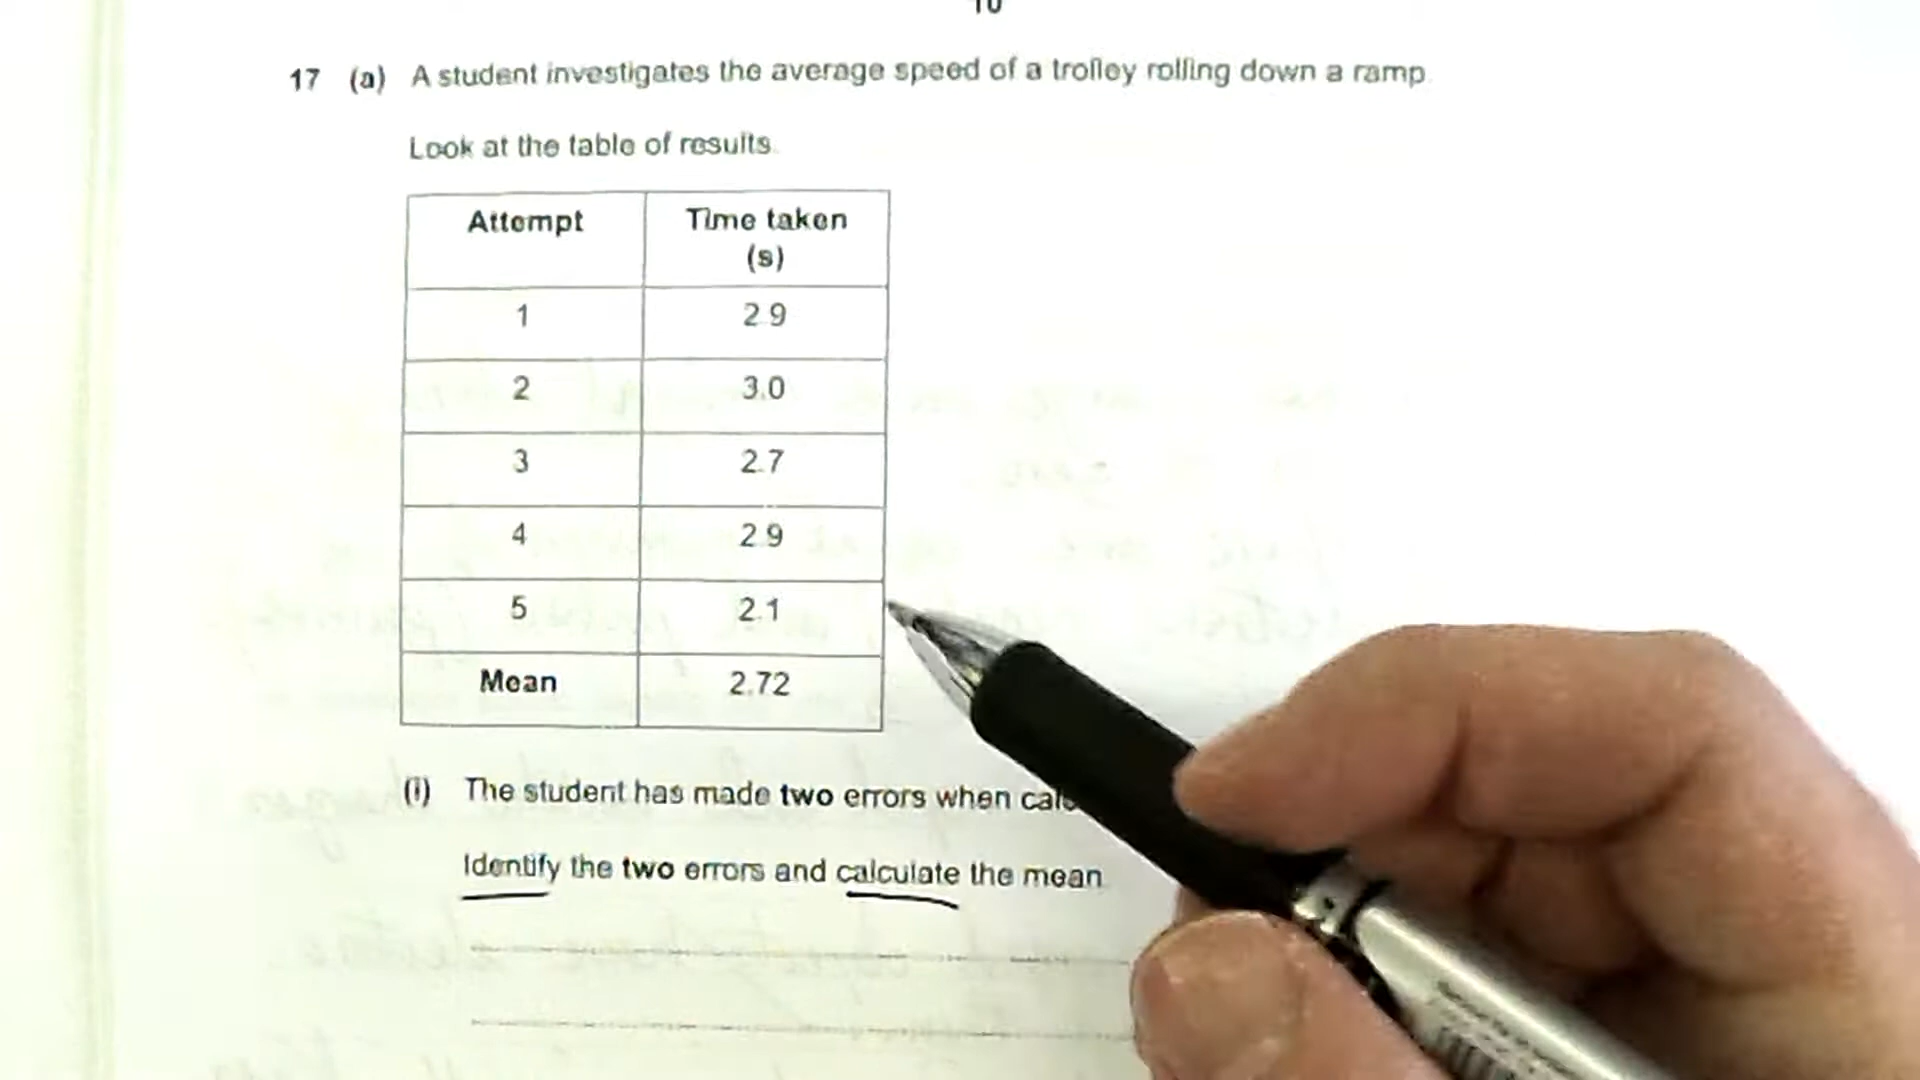 17 (a) A student investigates the average speed of a trolley rolling down a ramp.
Look at the table of results.
Attempt Time taken (s)
1 2.9
2 3.0
3 2.7
4 2.9
5 2.1
Mean 2.72
(i) The student has made two errors when
Identify the two errors and calculate the mean.